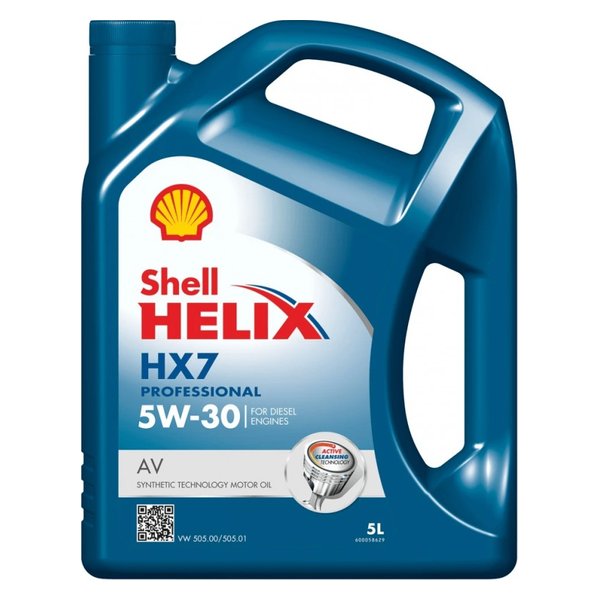 Shell
HELIX
HX7
PROFESSIONAL
5W-30
FOR DIESEL
ENGINES
AV
SYNTHETIC TECHNOLOGY MOTOR OIL
ACTIVE
CLEANSING
TECHNOLOGY
VW 505.00/505.01
5L
600058629